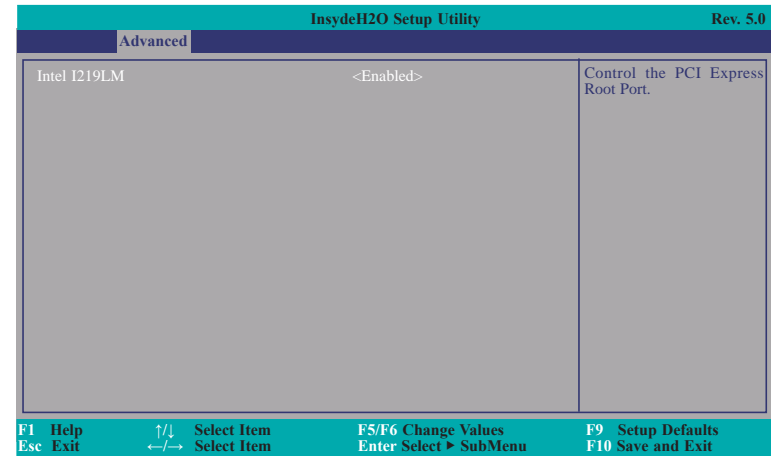 InsydeH2O Setup Utility Rev. 5.0
Advanced
Intel I219LM <Enabled>
Control the PCI Express
Root Port.
F1 Help ↑/↓ Select Item F5/F6 Change Values F9 Setup Defaults
Esc Exit ←/→ Select Item Enter Select ▶ SubMenu F10 Save and Exit